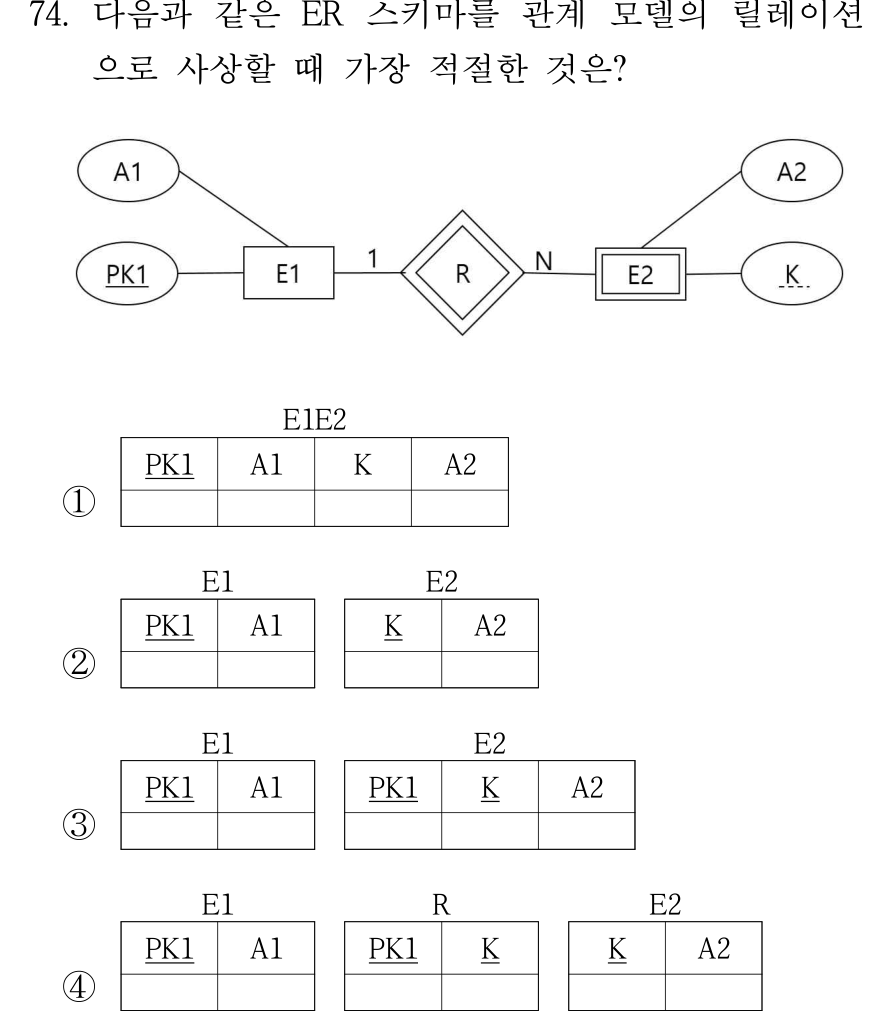 74. 다음과 같은 ER 스키마를 관계 모델의 릴레이션
으로 사상할 때 가장 적절한 것은?
A1 A2
PK1 E1 1 R N E2 K
E1E2
① PK1 A1 K A2
E1 E2
② PK1 A1 K A2
E1 E2
③ PK1 A1 PK1 K A2
E1 R E2
④ PK1 A1 PK1 K K A2